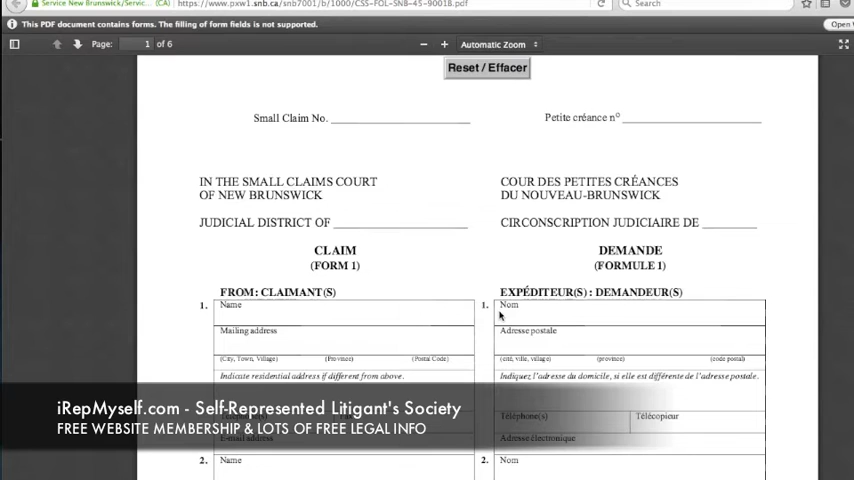 Service New Brunswick/Servic... (CA)
https://www.pxw1.snb.ca/snb7001/b/1000/CSS-FOL-SNB-45-9001B.pdf
Search
This PDF document contains forms. The filling of form fields is not supported.
Open
Page: 1 of 6
Automatic Zoom
Reset / Effacer
Small Claim No.
Petite créance nº
IN THE SMALL CLAIMS COURT
OF NEW BRUNSWICK
COUR DES PETITES CRÉANCES
DU NOUVEAU-BRUNSWICK
JUDICIAL DISTRICT OF
CIRCONSCRIPTION JUDICIAIRE DE
CLAIM
(FORM 1)
DEMANDE
(FORMULE 1)
FROM: CLAIMANT(S)
EXPÉDITEUR(S) : DEMANDEUR(S)
1. Name
1. Nom
Mailing address
Adresse postale
(City, Town, Village) (Province) (Postal Code)
(cité, ville, village) (province) (code postal)
Indicate residential address if different from above.
Indiquez l'adresse du domicile, si elle est différente de l'adresse postale.
iRepMyself.com - Self-Represented Litigant's Society
FREE WEBSITE MEMBERSHIP & LOTS OF FREE LEGAL INFO
Téléphone(s) Télécopieur
E-mail address
Adresse électronique
2. Name
2. Nom